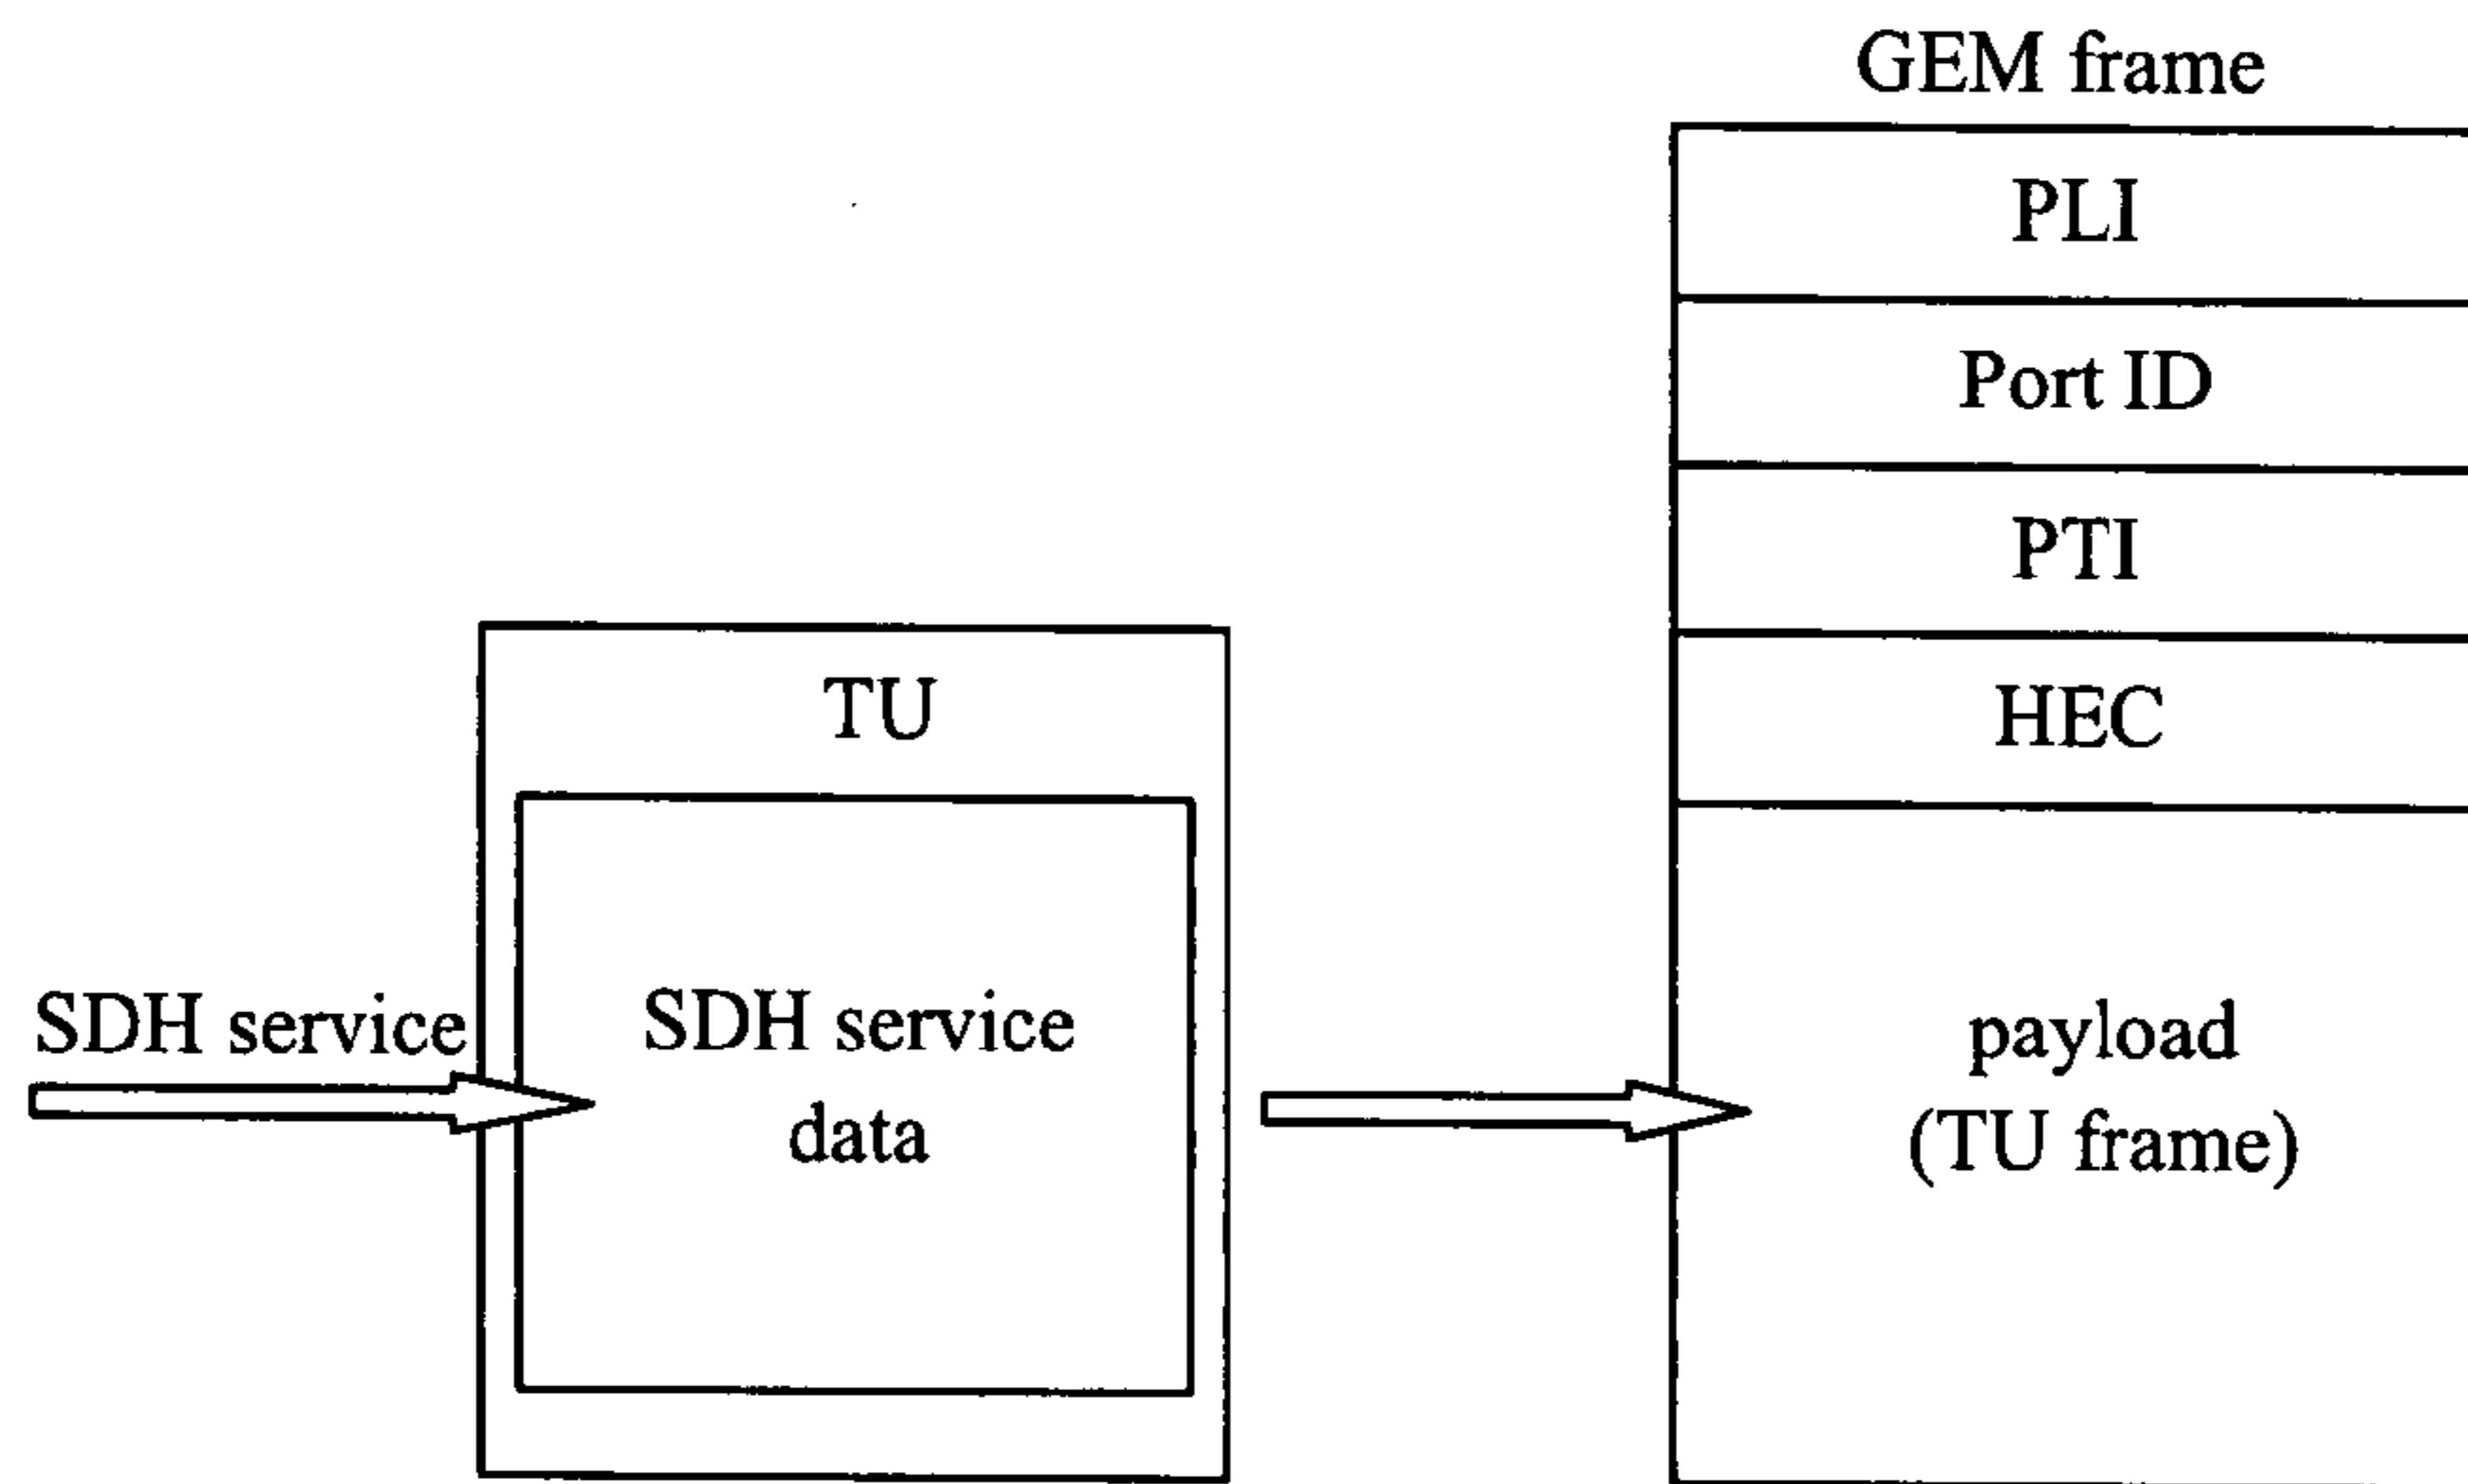 GEM frame
PLI
Port ID
PTI
HEC
TU
SDH service
SDH service
data
payload
(TU frame)